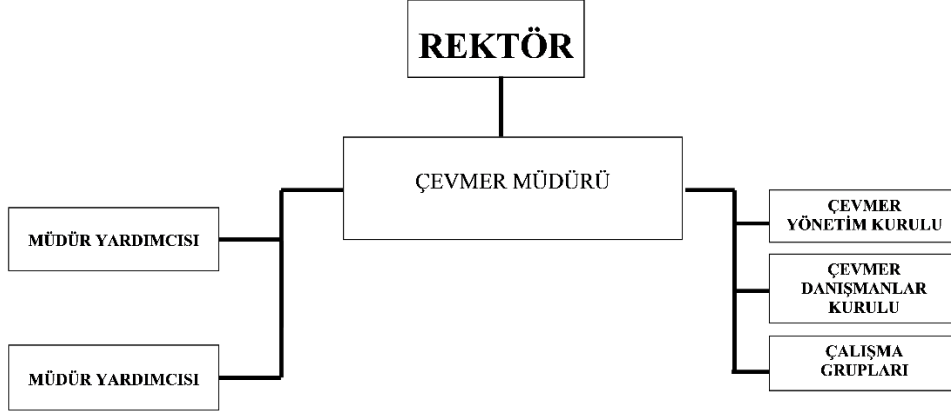 REKTÖR
ÇEVMER MÜDÜRÜ
MÜDÜR YARDIMCISI
MÜDÜR YARDIMCISI
ÇEVMER
YÖNETİM KURULU
ÇEVMER
DANIŞMANLAR
KURULU
ÇALIŞMA
GRUPLARI